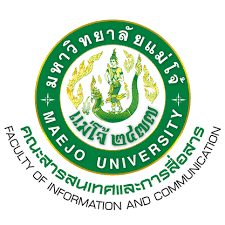 มหาวิทยาลัยแม่โจ้
แม่โจ้ ๒๔๗๗
MAEJO UNIVERSITY
คณะสารสนเทศและการสื่อสาร
FACULTY OF INFORMATION AND COMMUNICATION